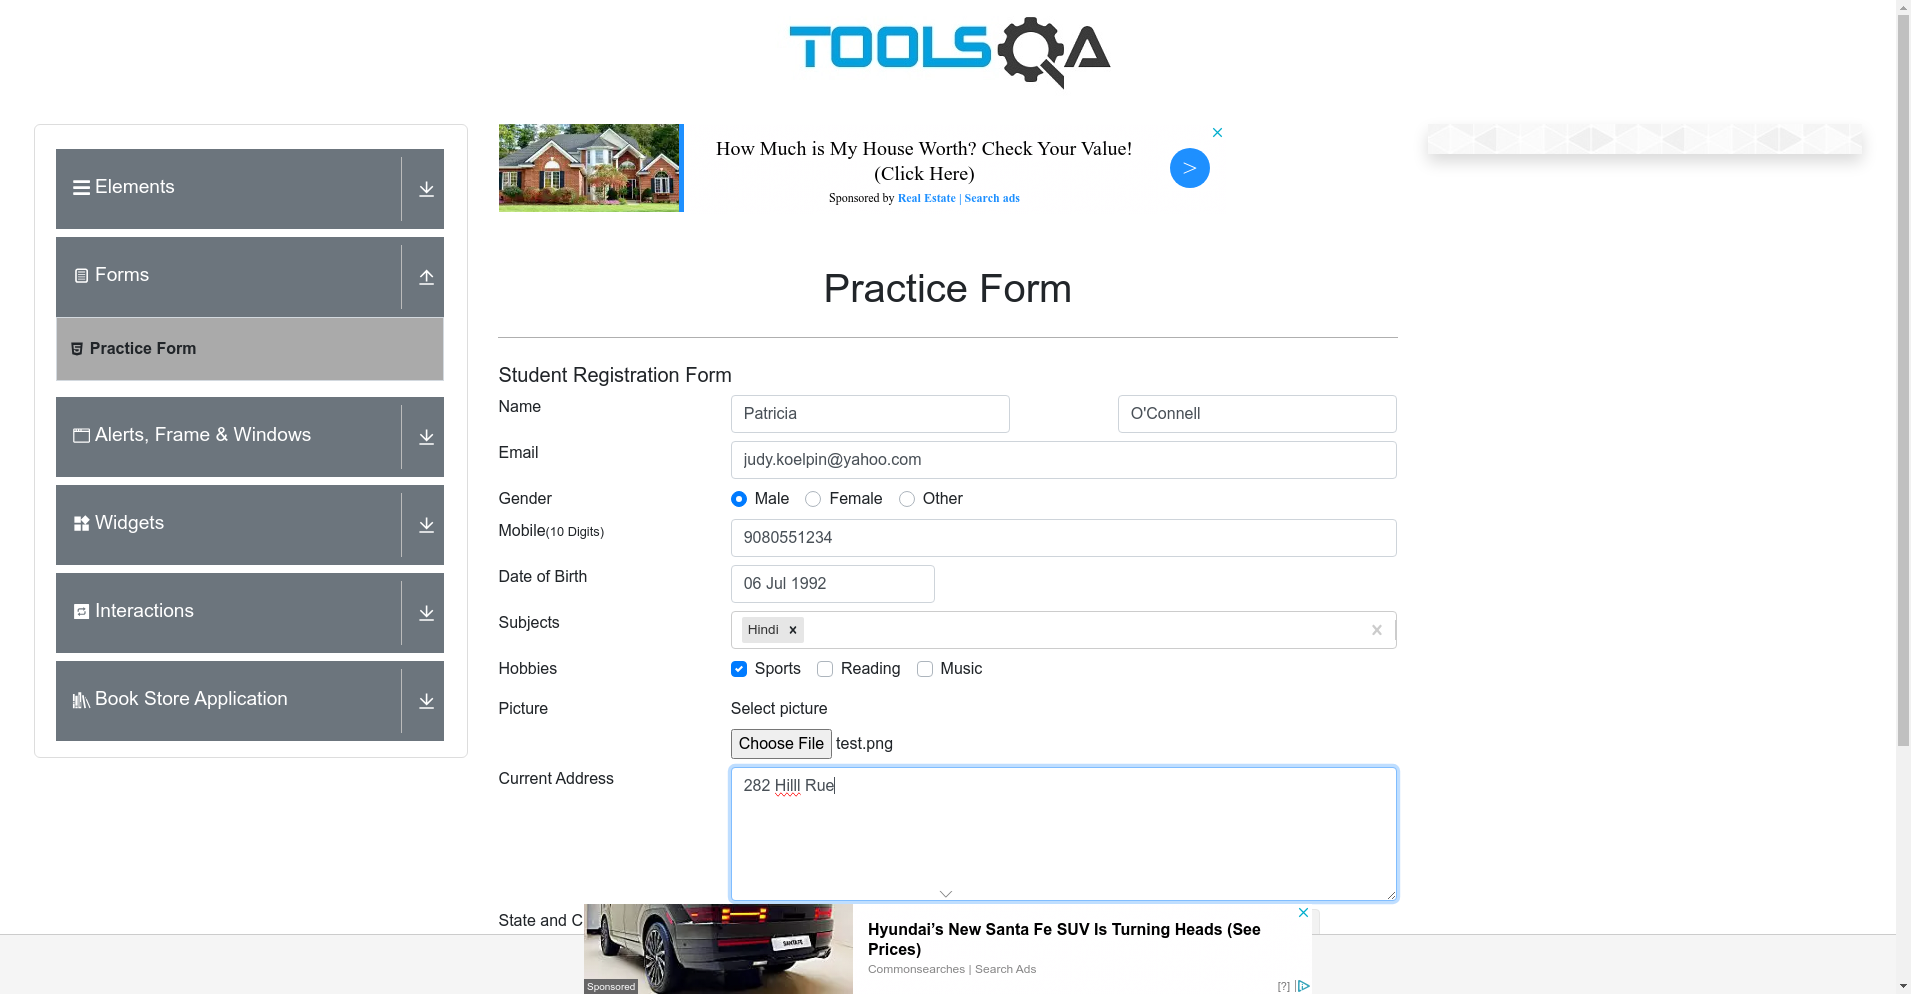 TOOLSQA
How Much is My House Worth? Check Your Value!
(Click Here)
Sponsored by Real Estate | Search ads
Elements
Forms
Practice Form
Alerts, Frame & Windows
Widgets
Interactions
Book Store Application
Practice Form
Student Registration Form
Name Patricia O'Connell
Email judy.koelpin@yahoo.com
Gender Male Female Other
Mobile(10 Digits) 9080551234
Date of Birth 06 Jul 1992
Subjects Hindi
Hobbies Sports Reading Music
Picture Select picture
Choose File test.png
Current Address 282 Hilll Rue
State and C
Hyundai's New Santa Fe SUV Is Turning Heads (See
Prices)
Commonsearches | Search Ads
SANTA FE
Sponsored
[?]